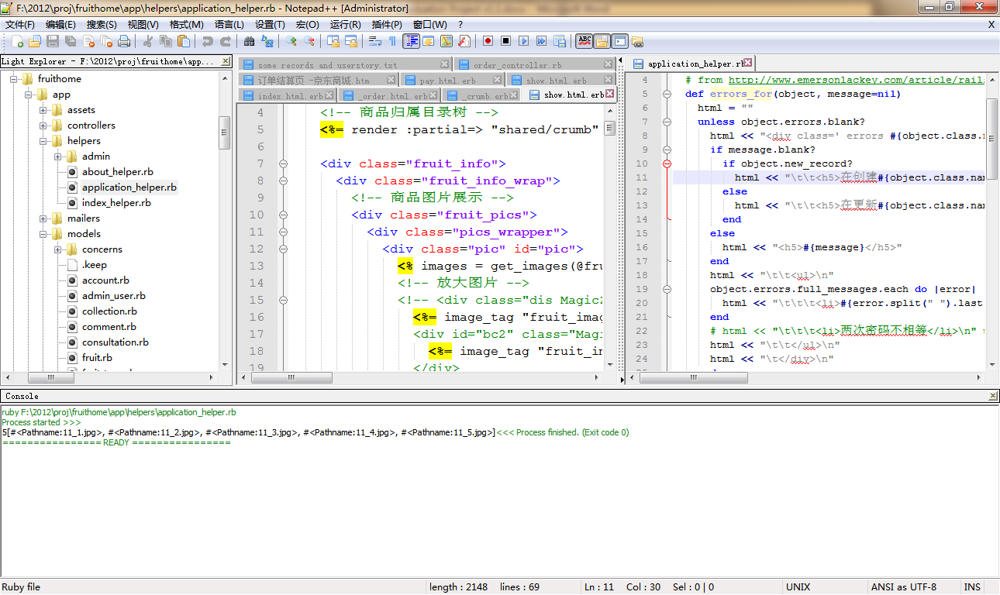 F:\2012\proj\fruithome\app\helpers\application_helper.rb - Notepad++ [Administrator]
文件(F) 编辑(E) 搜索(S) 视图(V) 格式(M) 语言(L) 设置(T) 宏(O) 运行(R) 插件(P) 窗口(W) ? X
Light Explorer - F:\2012\proj\fruithome\app...
fruithome
app
assets
controllers
helpers
admin
about_helper.rb
application_helper.rb
index_helper.rb
mailers
models
concerns
.keep
account.rb
admin_user.rb
collection.rb
comment.rb
consultation.rb
fruit.rb
some records and userstory.txt
order_controller.rb
订单结算页 -京东商城.htm
pay.html.erb
show.html.erb
index.html.erb
_order.html.erb
_crumb.erb
show.html.erb
4 <!-- 商品归属目录树 -->
5 <%= render :partial=> "shared/crumb"
6
7 <div class="fruit_info">
8 <div class="fruit_info_wrap">
9 <!-- 商品图片展示 -->
10 <div class="fruit_pics">
11 <div class="pics_wrapper">
12 <div class="pic" id="pic">
13 <% images = get_images(@fru
14 <!-- 放大图片 -->
15 <!-- <div class="dis Magic
16 <%= image_tag "fruit_imag
17 <div id="bc2" class="Magi
18 <%= image_tag "fruit_im
19 </div>
application_helper.rb
4 # from http://www.emersonlackey.com/article/rail
5 def errors_for(object, message=nil)
6 html = ""
7 unless object.errors.blank?
8 html << "<div class=' errors #{object.class.n
9 if message.blank?
10 if object.new_record?
11 html << "\t\t<h5>在创建#{object.class.nam
12 else
13 html << "\t\t<h5>在更新#{object.class.nam
14 end
15 else
16 html << "<h5>#{message}</h5>"
17 end
18 html << "\t\t<ul>\n"
19 object.errors.full_messages.each do |error|
20 html << "\t\t\t<li>#{error.split(" ").last
21 end
22 # html << "\t\t\t<li>两次密码不相等</li>\n"
23 html << "\t\t</ul>\n"
24 html << "\t</div>\n"
Console
ruby F:\2012\proj\fruithome\app\helpers\application_helper.rb
Process started >>>
5[#<Pathname:11_1.jpg>, #<Pathname:11_2.jpg>, #<Pathname:11_3.jpg>, #<Pathname:11_4.jpg>, #<Pathname:11_5.jpg>]<<< Process finished. (Exit code 0)
================ READY ================
Ruby file length : 2148 lines : 69 Ln : 11 Col : 30 Sel : 0 | 0 UNIX ANSI as UTF-8 INS